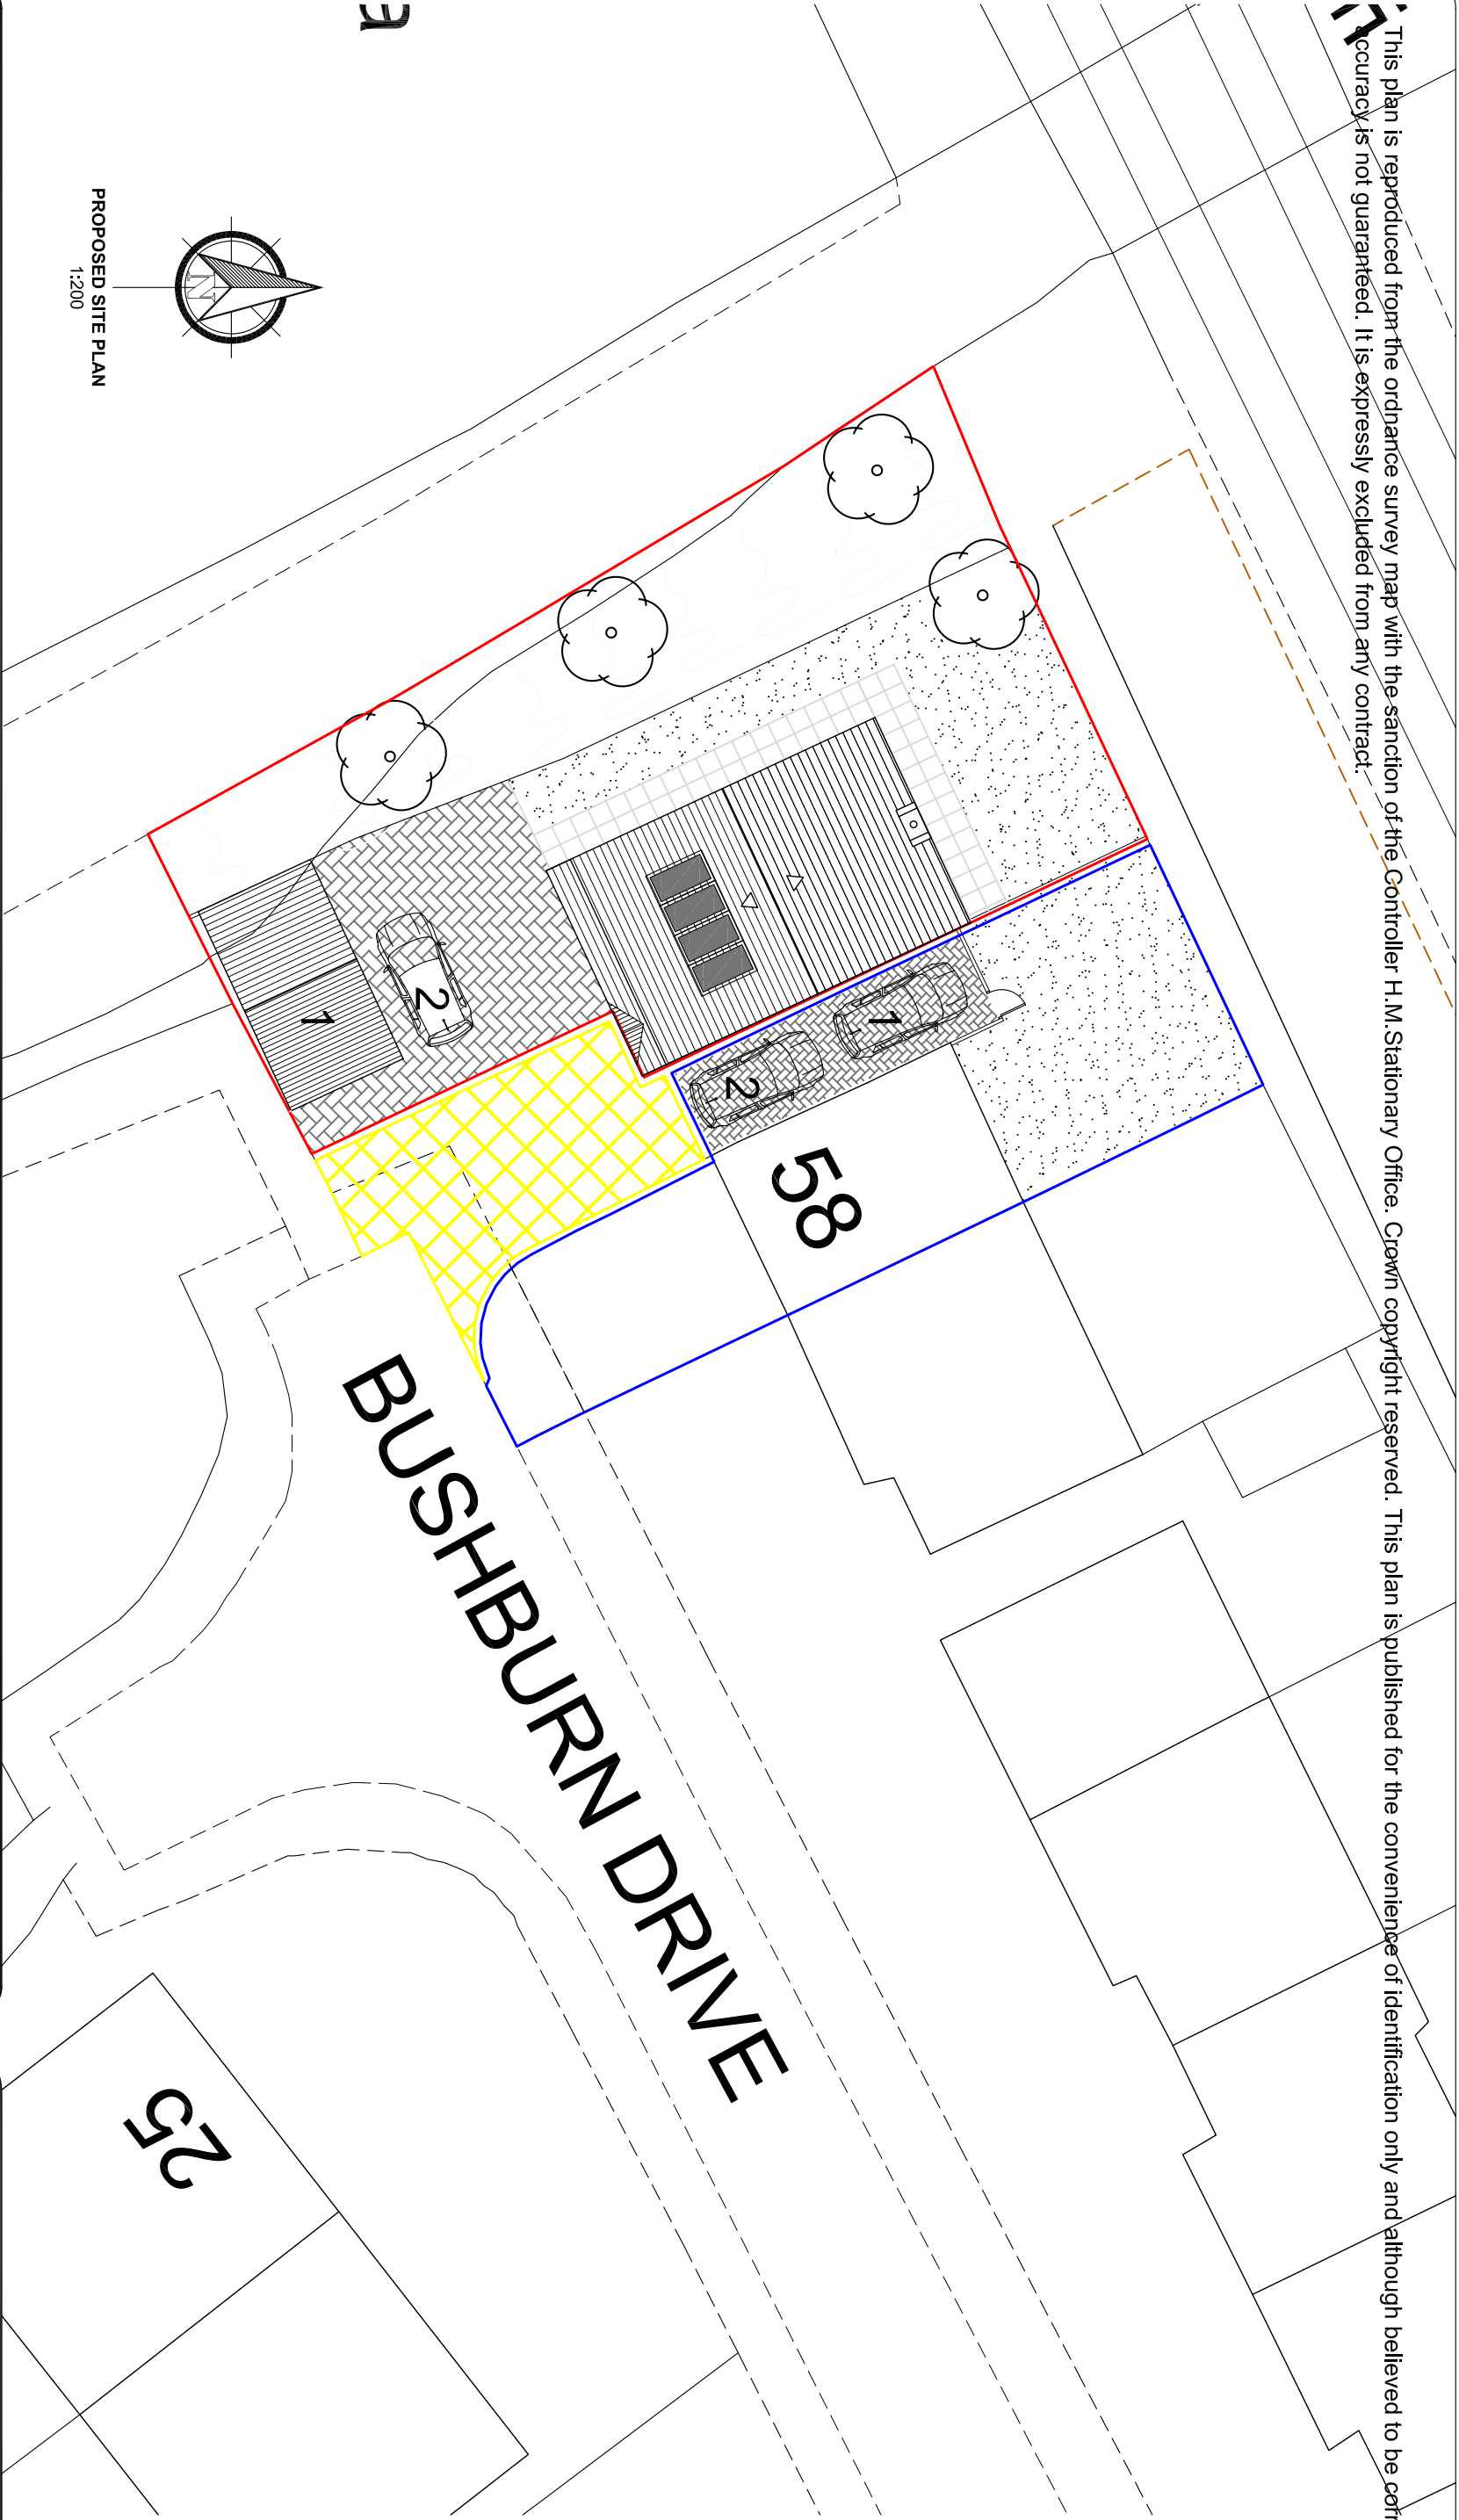 This plan is reproduced from the ordnance survey map with the sanction of the Controller H.M.Stationary Office. Crown copyright reserved. This plan is published for the convenience of identification only and although believed to be corr
accuracy is not guaranteed. It is expressly excluded from any contract.
a
58
1
2
2
1
BUSHBURN DRIVE
25
N
PROPOSED SITE PLAN
1:200